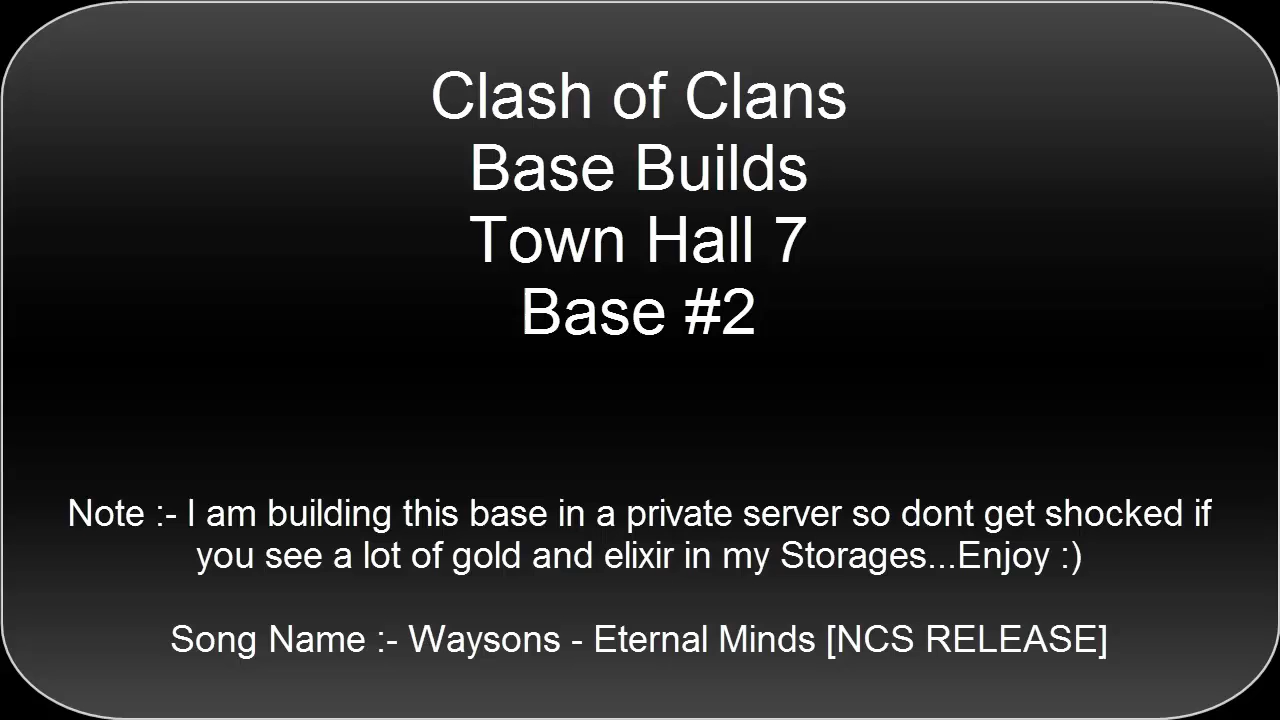 Clash of Clans
Base Builds
Town Hall 7
Base #2
Note :- I am building this base in a private server so dont get shocked if
you see a lot of gold and elixir in my Storages...Enjoy :)
Song Name :- Waysons - Eternal Minds [NCS RELEASE]